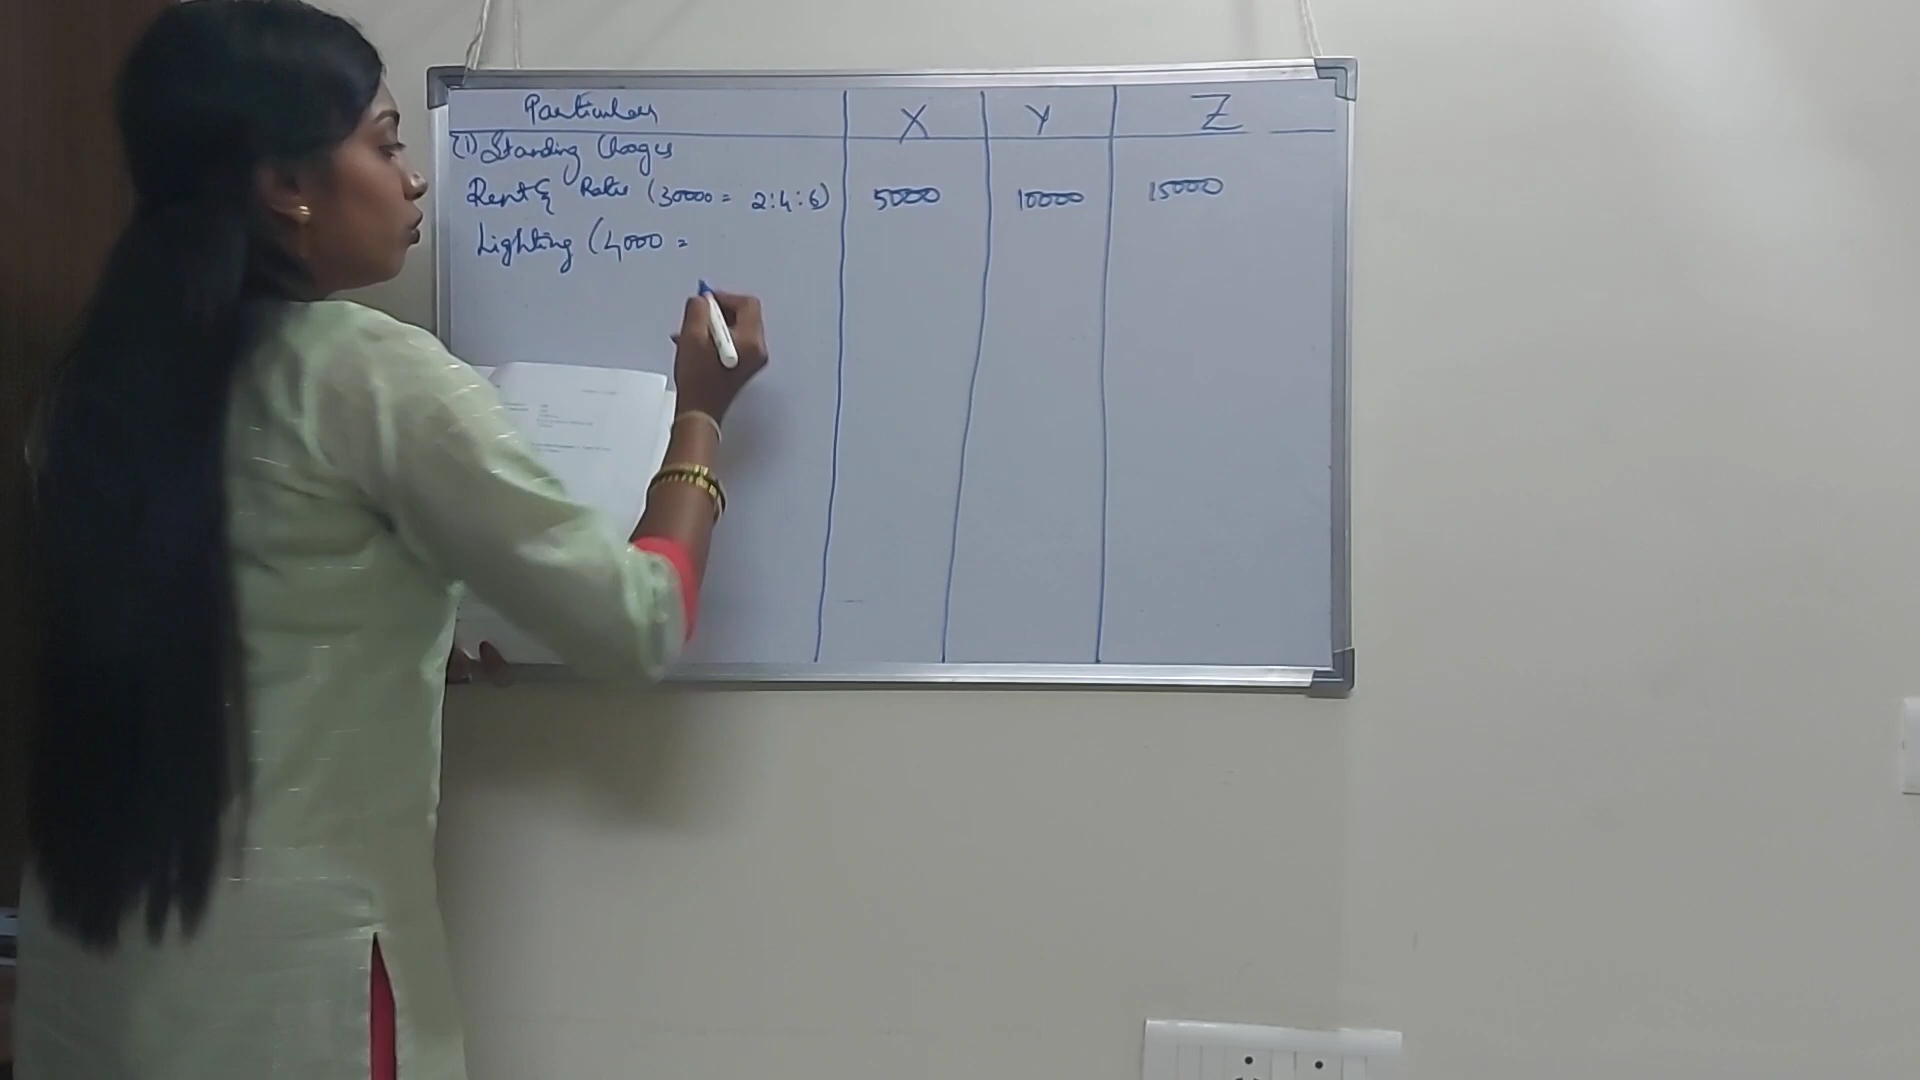 Particulars X Y Z
(1) Standing Charges
Rent & Rates (30000 = 2:4:6) 5000 10000 15000
Lighting (4000 =